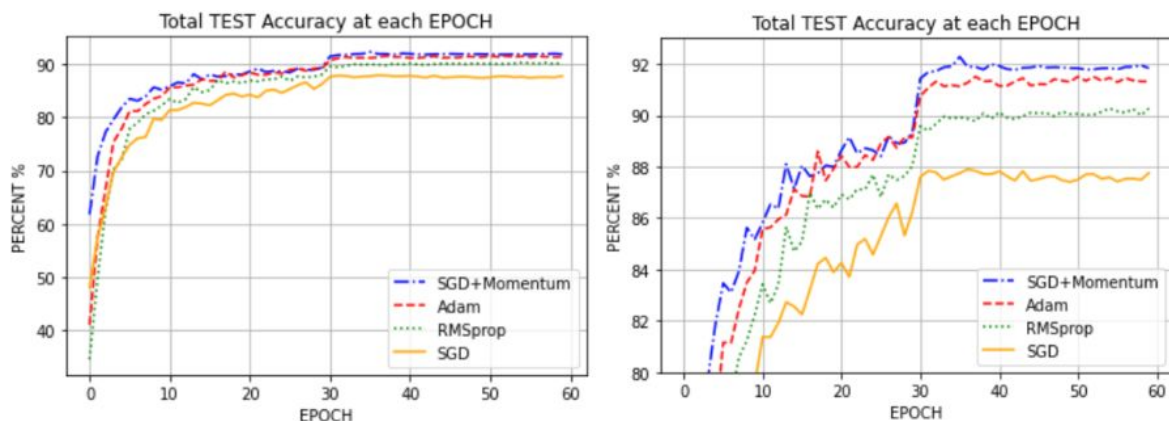 Total TEST Accuracy at each EPOCH
PERCENT %
90
80
70
60
50
40
0 10 20 30 40 50 60
EPOCH
SGD+Momentum
Adam
RMSprop
SGD
Total TEST Accuracy at each EPOCH
PERCENT %
92
90
88
86
84
82
80
0 10 20 30 40 50 60
EPOCH
SGD+Momentum
Adam
RMSprop
SGD